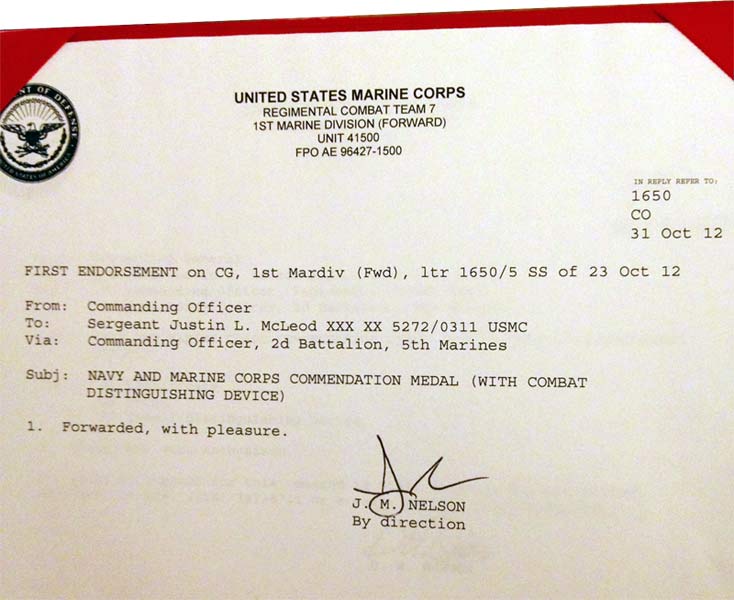 UNITED STATES MARINE CORPS
REGIMENTAL COMBAT TEAM 7
1ST MARINE DIVISION (FORWARD)
UNIT 41500
FPO AE 96427-1500
IN REPLY REFER TO:
1650
CO
31 Oct 12
FIRST ENDORSEMENT on CG, 1st Mardiv (Fwd), ltr 1650/5 SS of 23 Oct 12
From: Commanding Officer
To: Sergeant Justin L. McLeod XXX XX 5272/0311 USMC
Via: Commanding Officer, 2d Battalion, 5th Marines
Subj: NAVY AND MARINE CORPS COMMENDATION MEDAL (WITH COMBAT
DISTINGUISHING DEVICE)
1. Forwarded, with pleasure.
J. M. NELSON
By direction